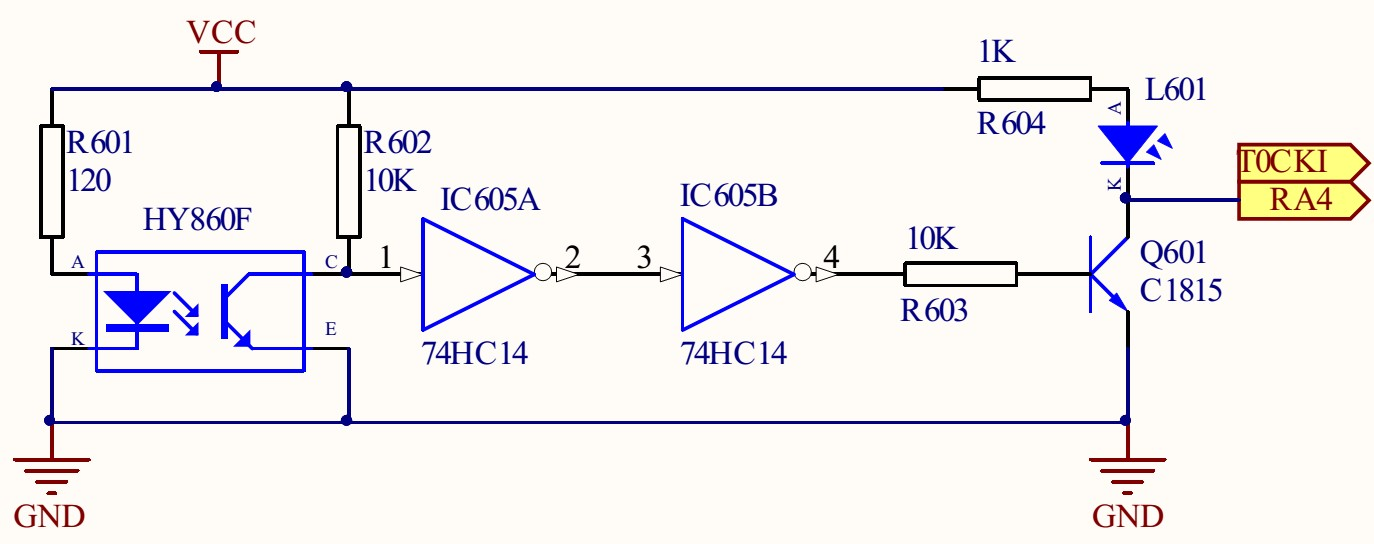 VCC
1K
L601
R604
A
R601
120
R602
10K
T0CKI
RA4
K
HY860F
IC605A
IC605B
A
C
1
2
3
4
10K
R603
Q601
C1815
K
E
74HC14
74HC14
GND
GND